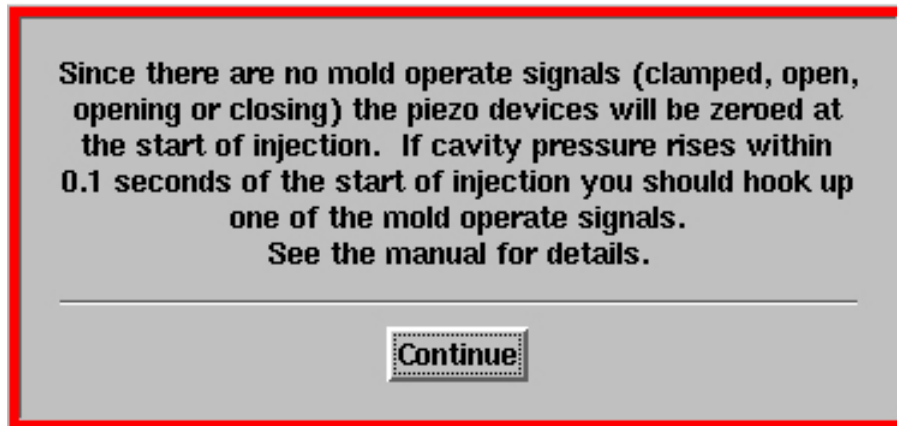 Since there are no mold operate signals (clamped, open,
opening or closing) the piezo devices will be zeroed at
the start of injection.  If cavity pressure rises within
0.1 seconds of the start of injection you should hook up
one of the mold operate signals.
See the manual for details.
Continue